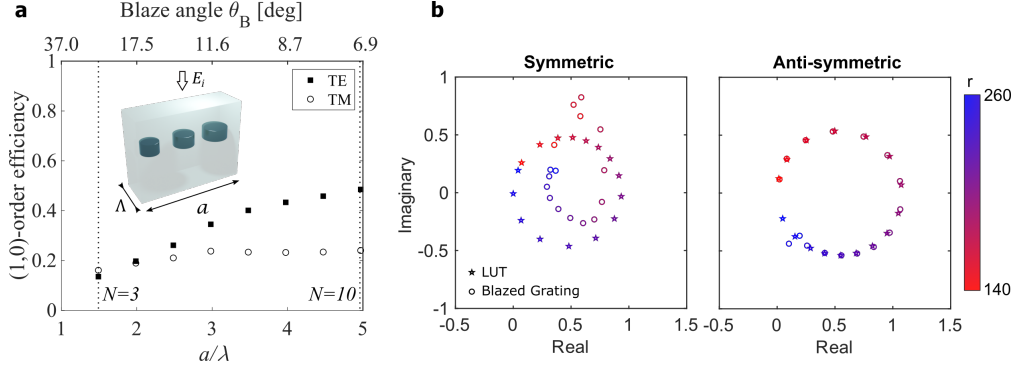 a
Blaze angle θ_B [deg]
37.0 17.5 11.6 8.7 6.9
(1,0)-order efficiency
1
0.8
0.6
0.4
0.2
0
E_i
TE
TM
Λ
a
N=3
N=10
1 2 3 4 5
a/λ
b
Symmetric
Imaginary
1
0.5
0
-0.5
-1
LUT
Blazed Grating
-0.5 0 0.5 1 1.5
Real
Anti-symmetric
-0.5 0 0.5 1 1.5
Real
r
260
140